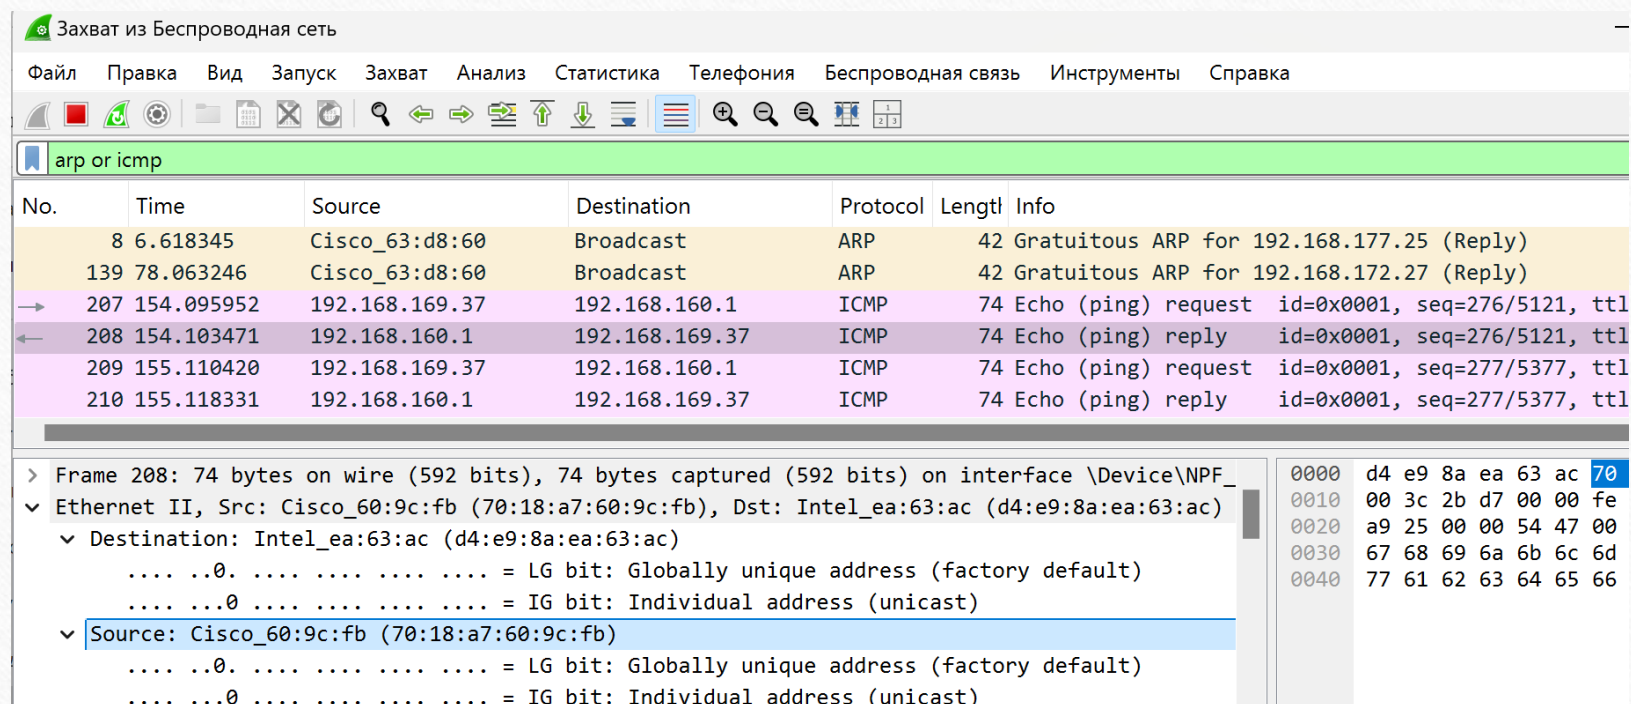 Захват из Беспроводная сеть
Файл Правка Вид Запуск Захват Анализ Статистика Телефония Беспроводная связь Инструменты Справка
arp or icmp
No. Time Source Destination Protocol Length Info
8 6.618345 Cisco_63:d8:60 Broadcast ARP 42 Gratuitous ARP for 192.168.177.25 (Reply)
139 78.063246 Cisco_63:d8:60 Broadcast ARP 42 Gratuitous ARP for 192.168.172.27 (Reply)
207 154.095952 192.168.169.37 192.168.160.1 ICMP 74 Echo (ping) request id=0x0001, seq=276/5121, ttl
208 154.103471 192.168.160.1 192.168.169.37 ICMP 74 Echo (ping) reply id=0x0001, seq=276/5121, ttl
209 155.110420 192.168.169.37 192.168.160.1 ICMP 74 Echo (ping) request id=0x0001, seq=277/5377, ttl
210 155.118331 192.168.160.1 192.168.169.37 ICMP 74 Echo (ping) reply id=0x0001, seq=277/5377, ttl
Frame 208: 74 bytes on wire (592 bits), 74 bytes captured (592 bits) on interface \Device\NPF_
Ethernet II, Src: Cisco_60:9c:fb (70:18:a7:60:9c:fb), Dst: Intel_ea:63:ac (d4:e9:8a:ea:63:ac)
Destination: Intel_ea:63:ac (d4:e9:8a:ea:63:ac)
.... ..0. .... .... .... .... = LG bit: Globally unique address (factory default)
.... ...0 .... .... .... .... = IG bit: Individual address (unicast)
Source: Cisco_60:9c:fb (70:18:a7:60:9c:fb)
.... ..0. .... .... .... .... = LG bit: Globally unique address (factory default)
.... ...0 .... .... .... .... = IG bit: Individual address (unicast)
0000 d4 e9 8a ea 63 ac 70
0010 00 3c 2b d7 00 00 fe
0020 a9 25 00 00 54 47 00
0030 67 68 69 6a 6b 6c 6d
0040 77 61 62 63 64 65 66